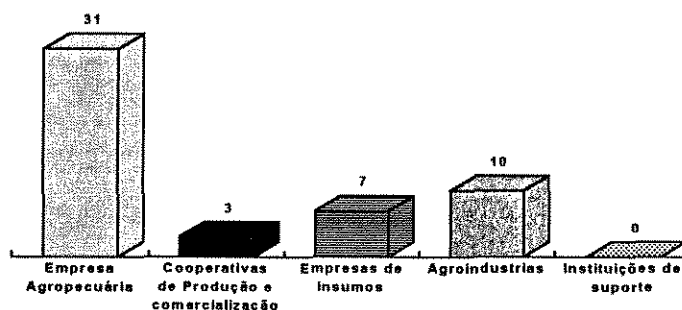 31
3
7
10
0
Empresa Agropecuária
Cooperativas de Produção e comercialização
Empresas de Insumos
Agroindustrias
Instituições de suporte